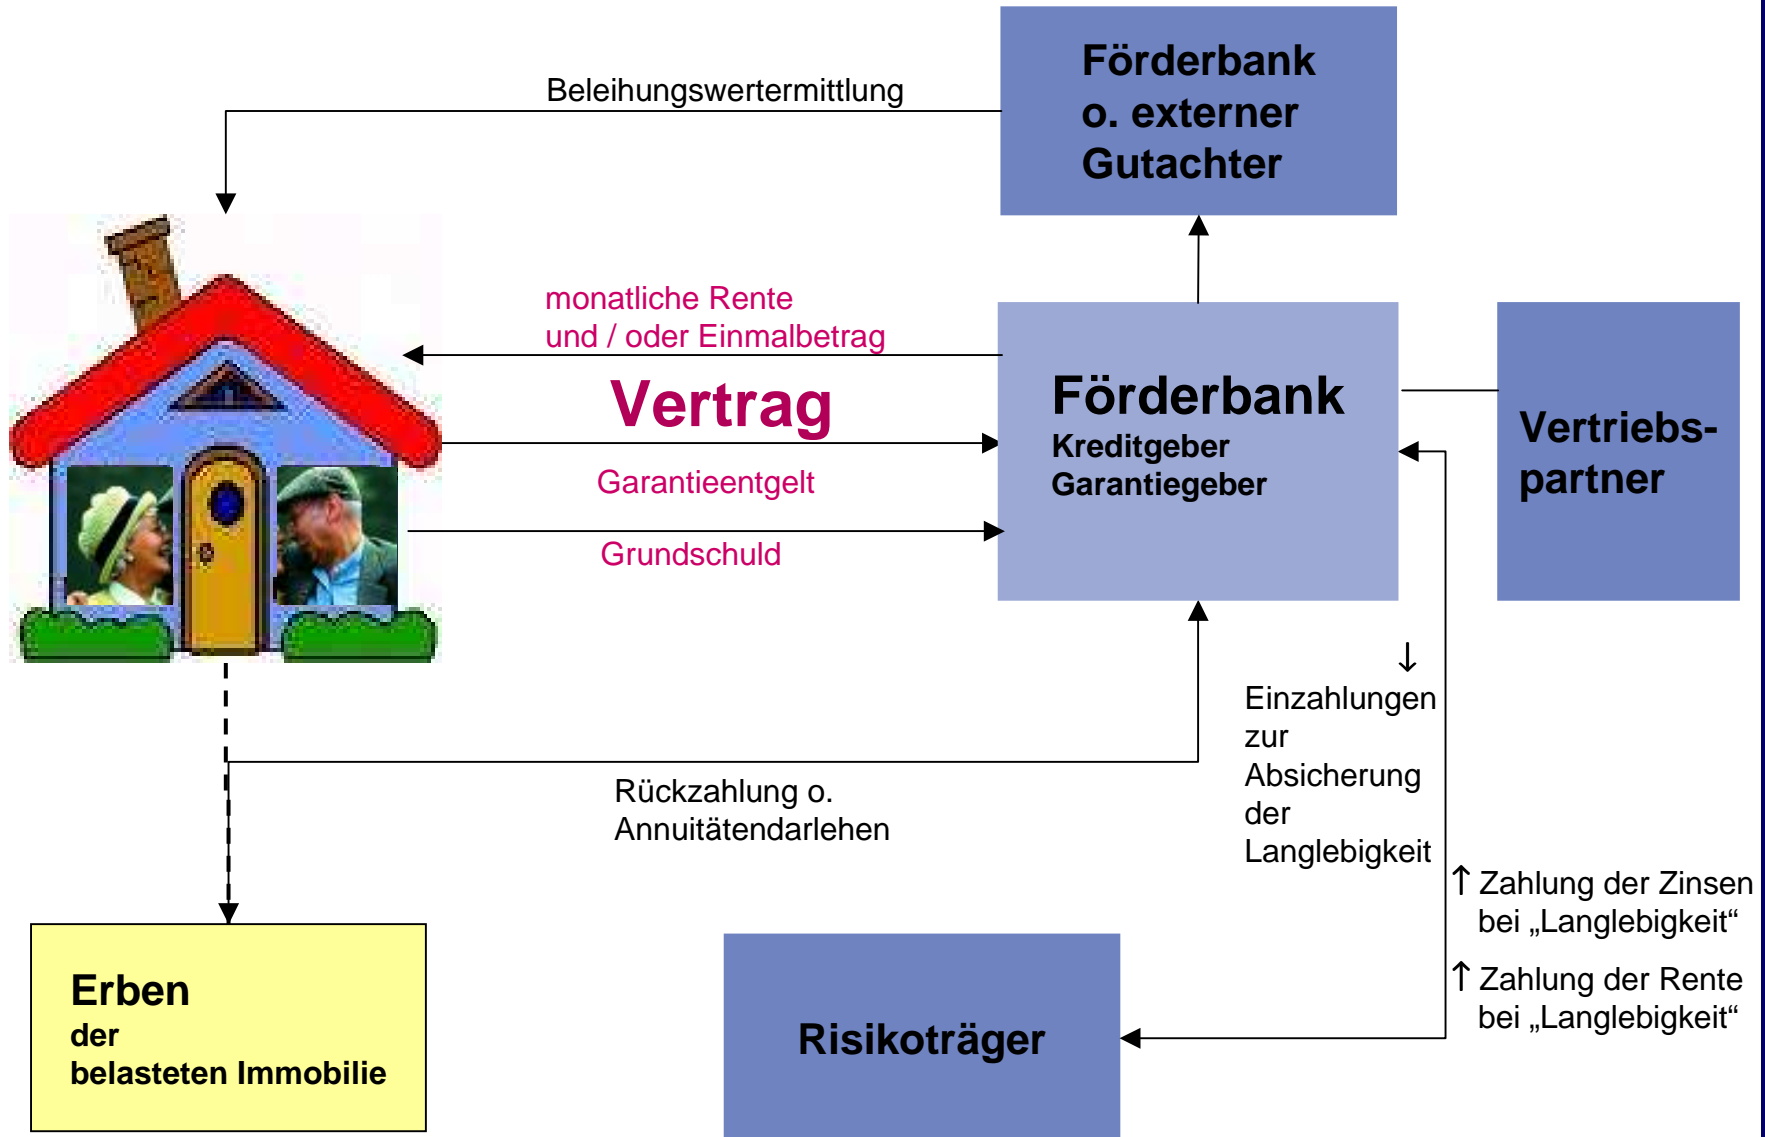 Förderbank
o. externer
Gutachter
Beleihungswertermittlung
monatliche Rente
und / oder Einmalbetrag
Vertrag
Garantieentgelt
Grundschuld
Förderbank
Kreditgeber
Garantiegeber
Vertriebs-
partner
↓
Einzahlungen
zur
Absicherung
der
Langlebigkeit
Rückzahlung o.
Annuitätendarlehen
↑ Zahlung der Zinsen
bei „Langlebigkeit“
↑ Zahlung der Rente
bei „Langlebigkeit“
Erben
der
belasteten Immobilie
Risikoträger